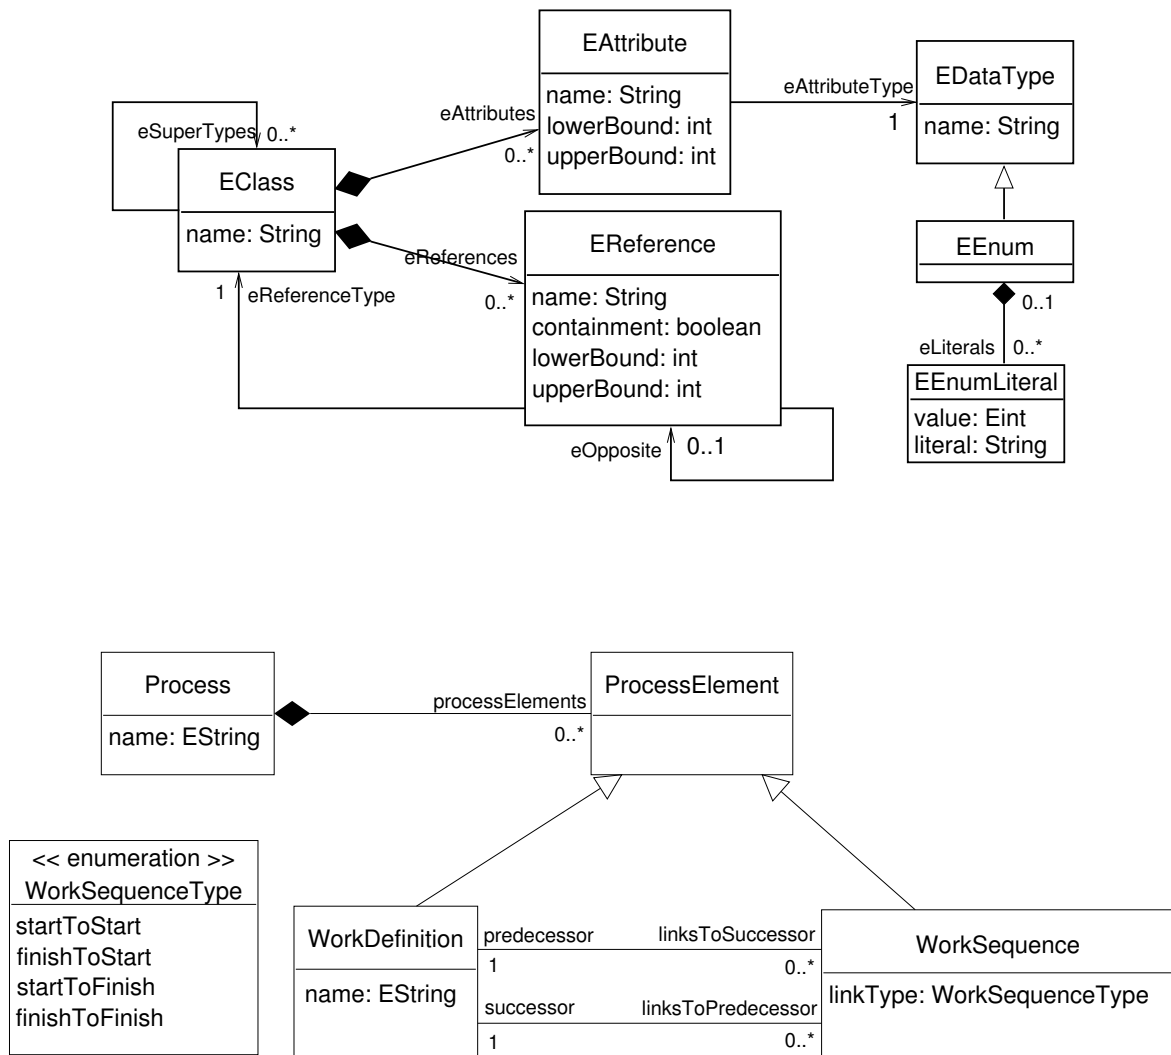 EAttribute
name: String
lowerBound: int
upperBound: int
eAttributeType
1
EDataType
name: String
eSuperTypes
0..*
eAttributes
0..*
EClass
name: String
eReferences
0..*
1
eReferenceType
EReference
name: String
containment: boolean
lowerBound: int
upperBound: int
eOpposite
0..1
EEnum
0..1
eLiterals
0..*
EEnumLiteral
value: Eint
literal: String
Process
name: EString
processElements
0..*
ProcessElement
<< enumeration >>
WorkSequenceType
startToStart
finishToStart
startToFinish
finishToFinish
WorkDefinition
name: EString
predecessor
1
linksToSuccessor
0..*
successor
1
linksToPredecessor
0..*
WorkSequence
linkType: WorkSequenceType